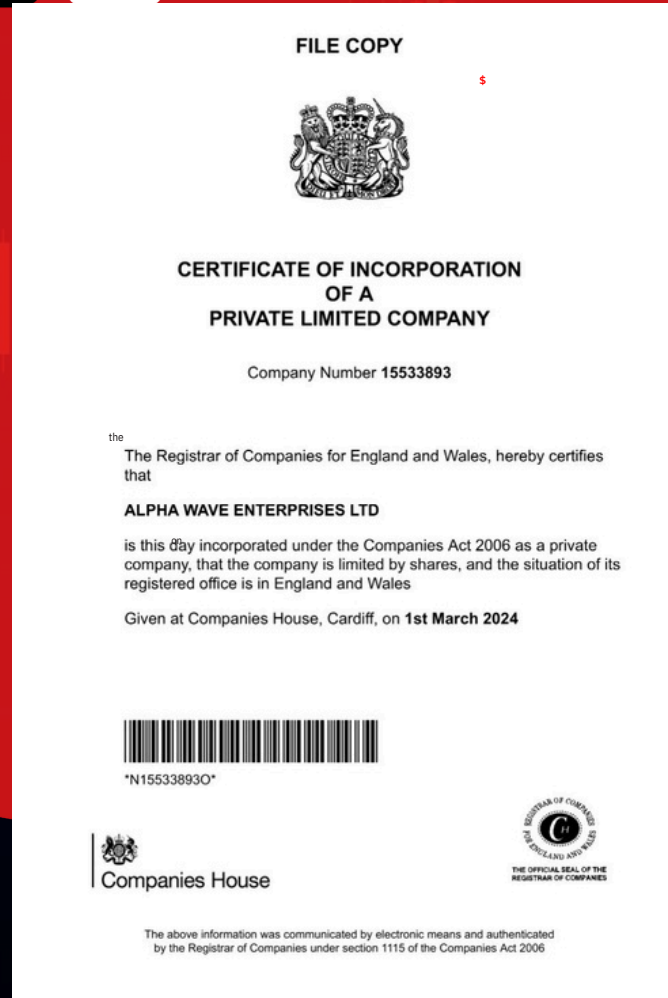 FILE COPY
$
CERTIFICATE OF INCORPORATION
OF A
PRIVATE LIMITED COMPANY
Company Number 15533893
the
The Registrar of Companies for England and Wales, hereby certifies
that
ALPHA WAVE ENTERPRISES LTD
is this day incorporated under the Companies Act 2006 as a private
company, that the company is limited by shares, and the situation of its
registered office is in England and Wales
Given at Companies House, Cardiff, on 1st March 2024
*N15533893O*
REGISTRAR OF COMPANIES
FOR ENGLAND AND WALES
CH
THE OFFICIAL SEAL OF THE
REGISTRAR OF COMPANIES
Companies House
The above information was communicated by electronic means and authenticated
by the Registrar of Companies under section 1115 of the Companies Act 2006